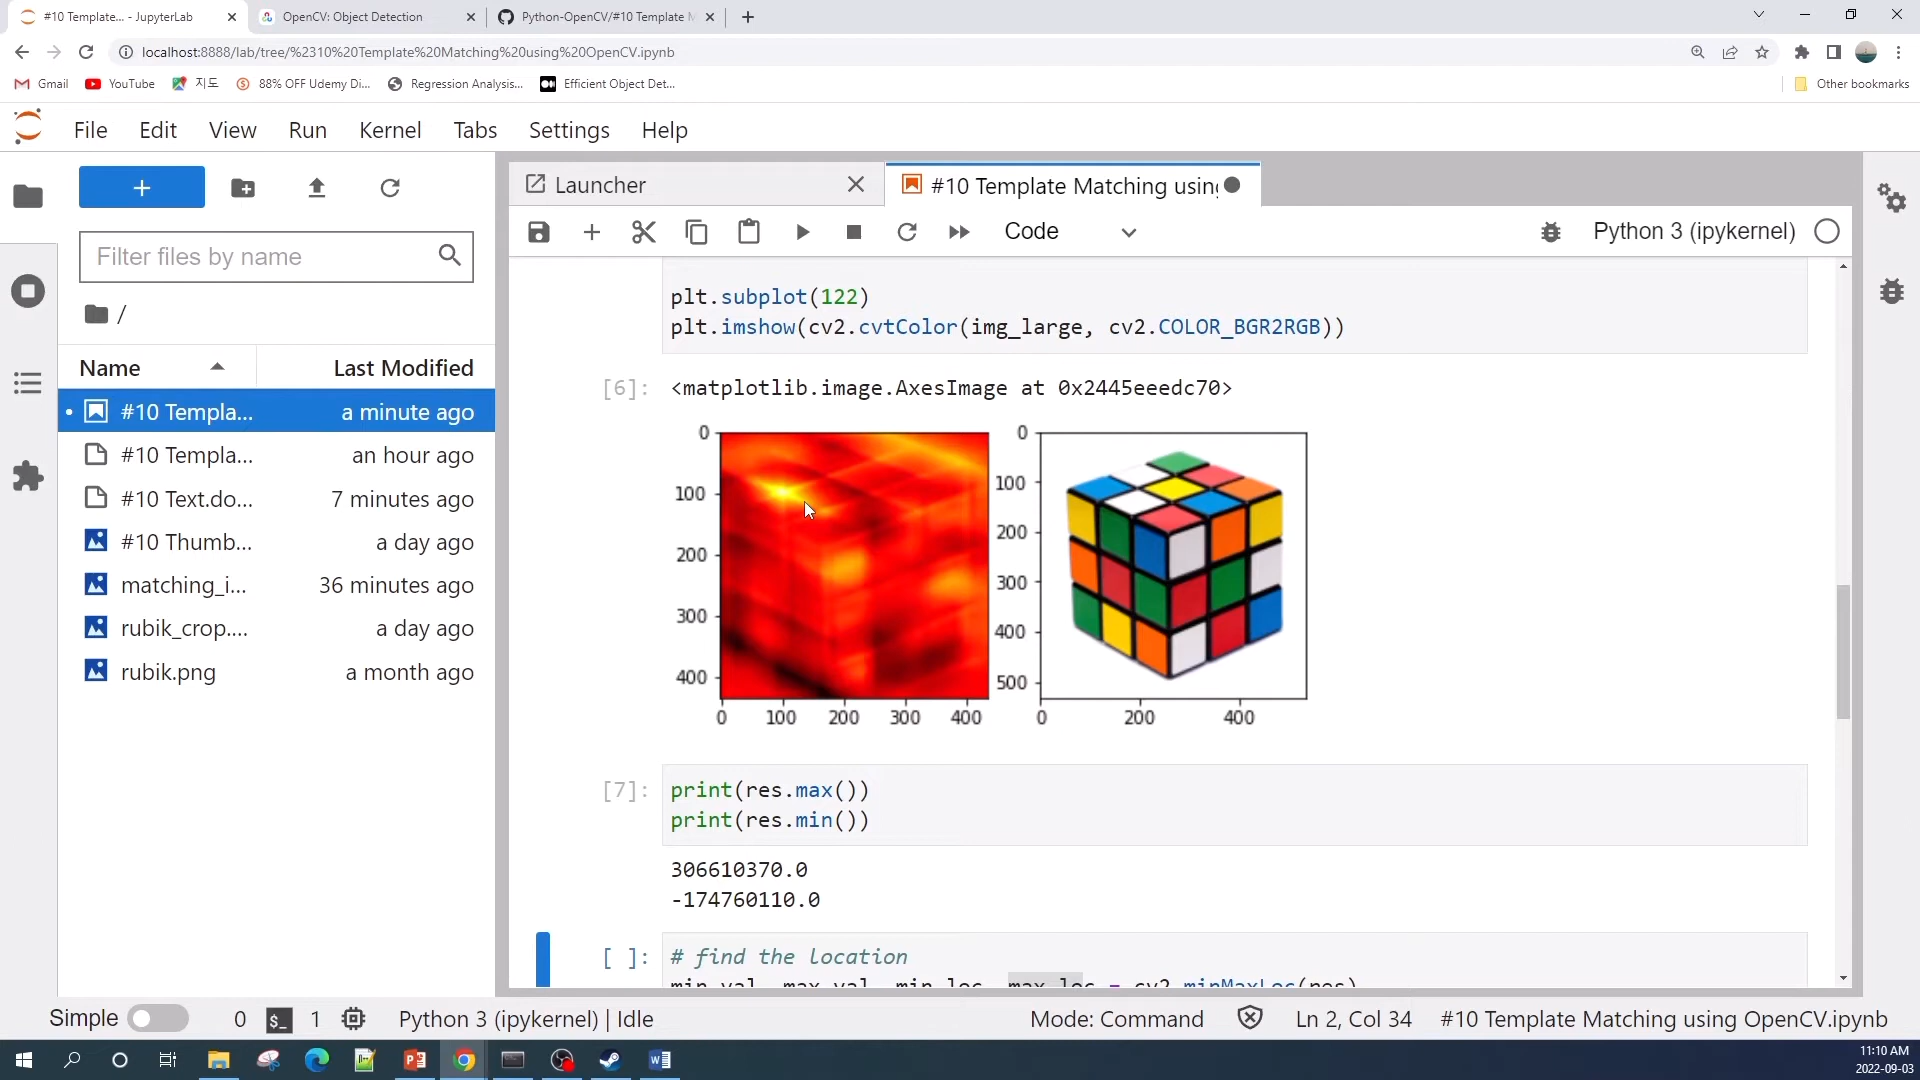 #10 Template... - JupyterLab
OpenCV: Object Detection
Python-OpenCV/#10 Template M
localhost:8888/lab/tree/%2310%20Template%20Matching%20using%20OpenCV.ipynb
Gmail
YouTube
지도
88% OFF Udemy Di...
Regression Analysis...
Efficient Object Det...
Other bookmarks
File
Edit
View
Run
Kernel
Tabs
Settings
Help
Launcher
#10 Template Matching using
Code
Python 3 (ipykernel)
Filter files by name
/
Name
Last Modified
#10 Templa...
a minute ago
#10 Templa...
an hour ago
#10 Text.do...
7 minutes ago
#10 Thumb...
a day ago
matching_i...
36 minutes ago
rubik_crop....
a day ago
rubik.png
a month ago
plt.subplot(122)
plt.imshow(cv2.cvtColor(img_large, cv2.COLOR_BGR2RGB))
[6]: <matplotlib.image.AxesImage at 0x2445eeedc70>
0
100
200
300
400
0 100 200 300 400
0
100
200
300
400
500
0 200 400
[7]: print(res.max())
print(res.min())
306610370.0
-174760110.0
[ ]: # find the location
min_val, max_val, min_loc, max_loc = cv2.minMaxLoc(res)
Simple
0
$_
1
Python 3 (ipykernel) | Idle
Mode: Command
Ln 2, Col 34
#10 Template Matching using OpenCV.ipynb
11:10 AM
2022-09-03